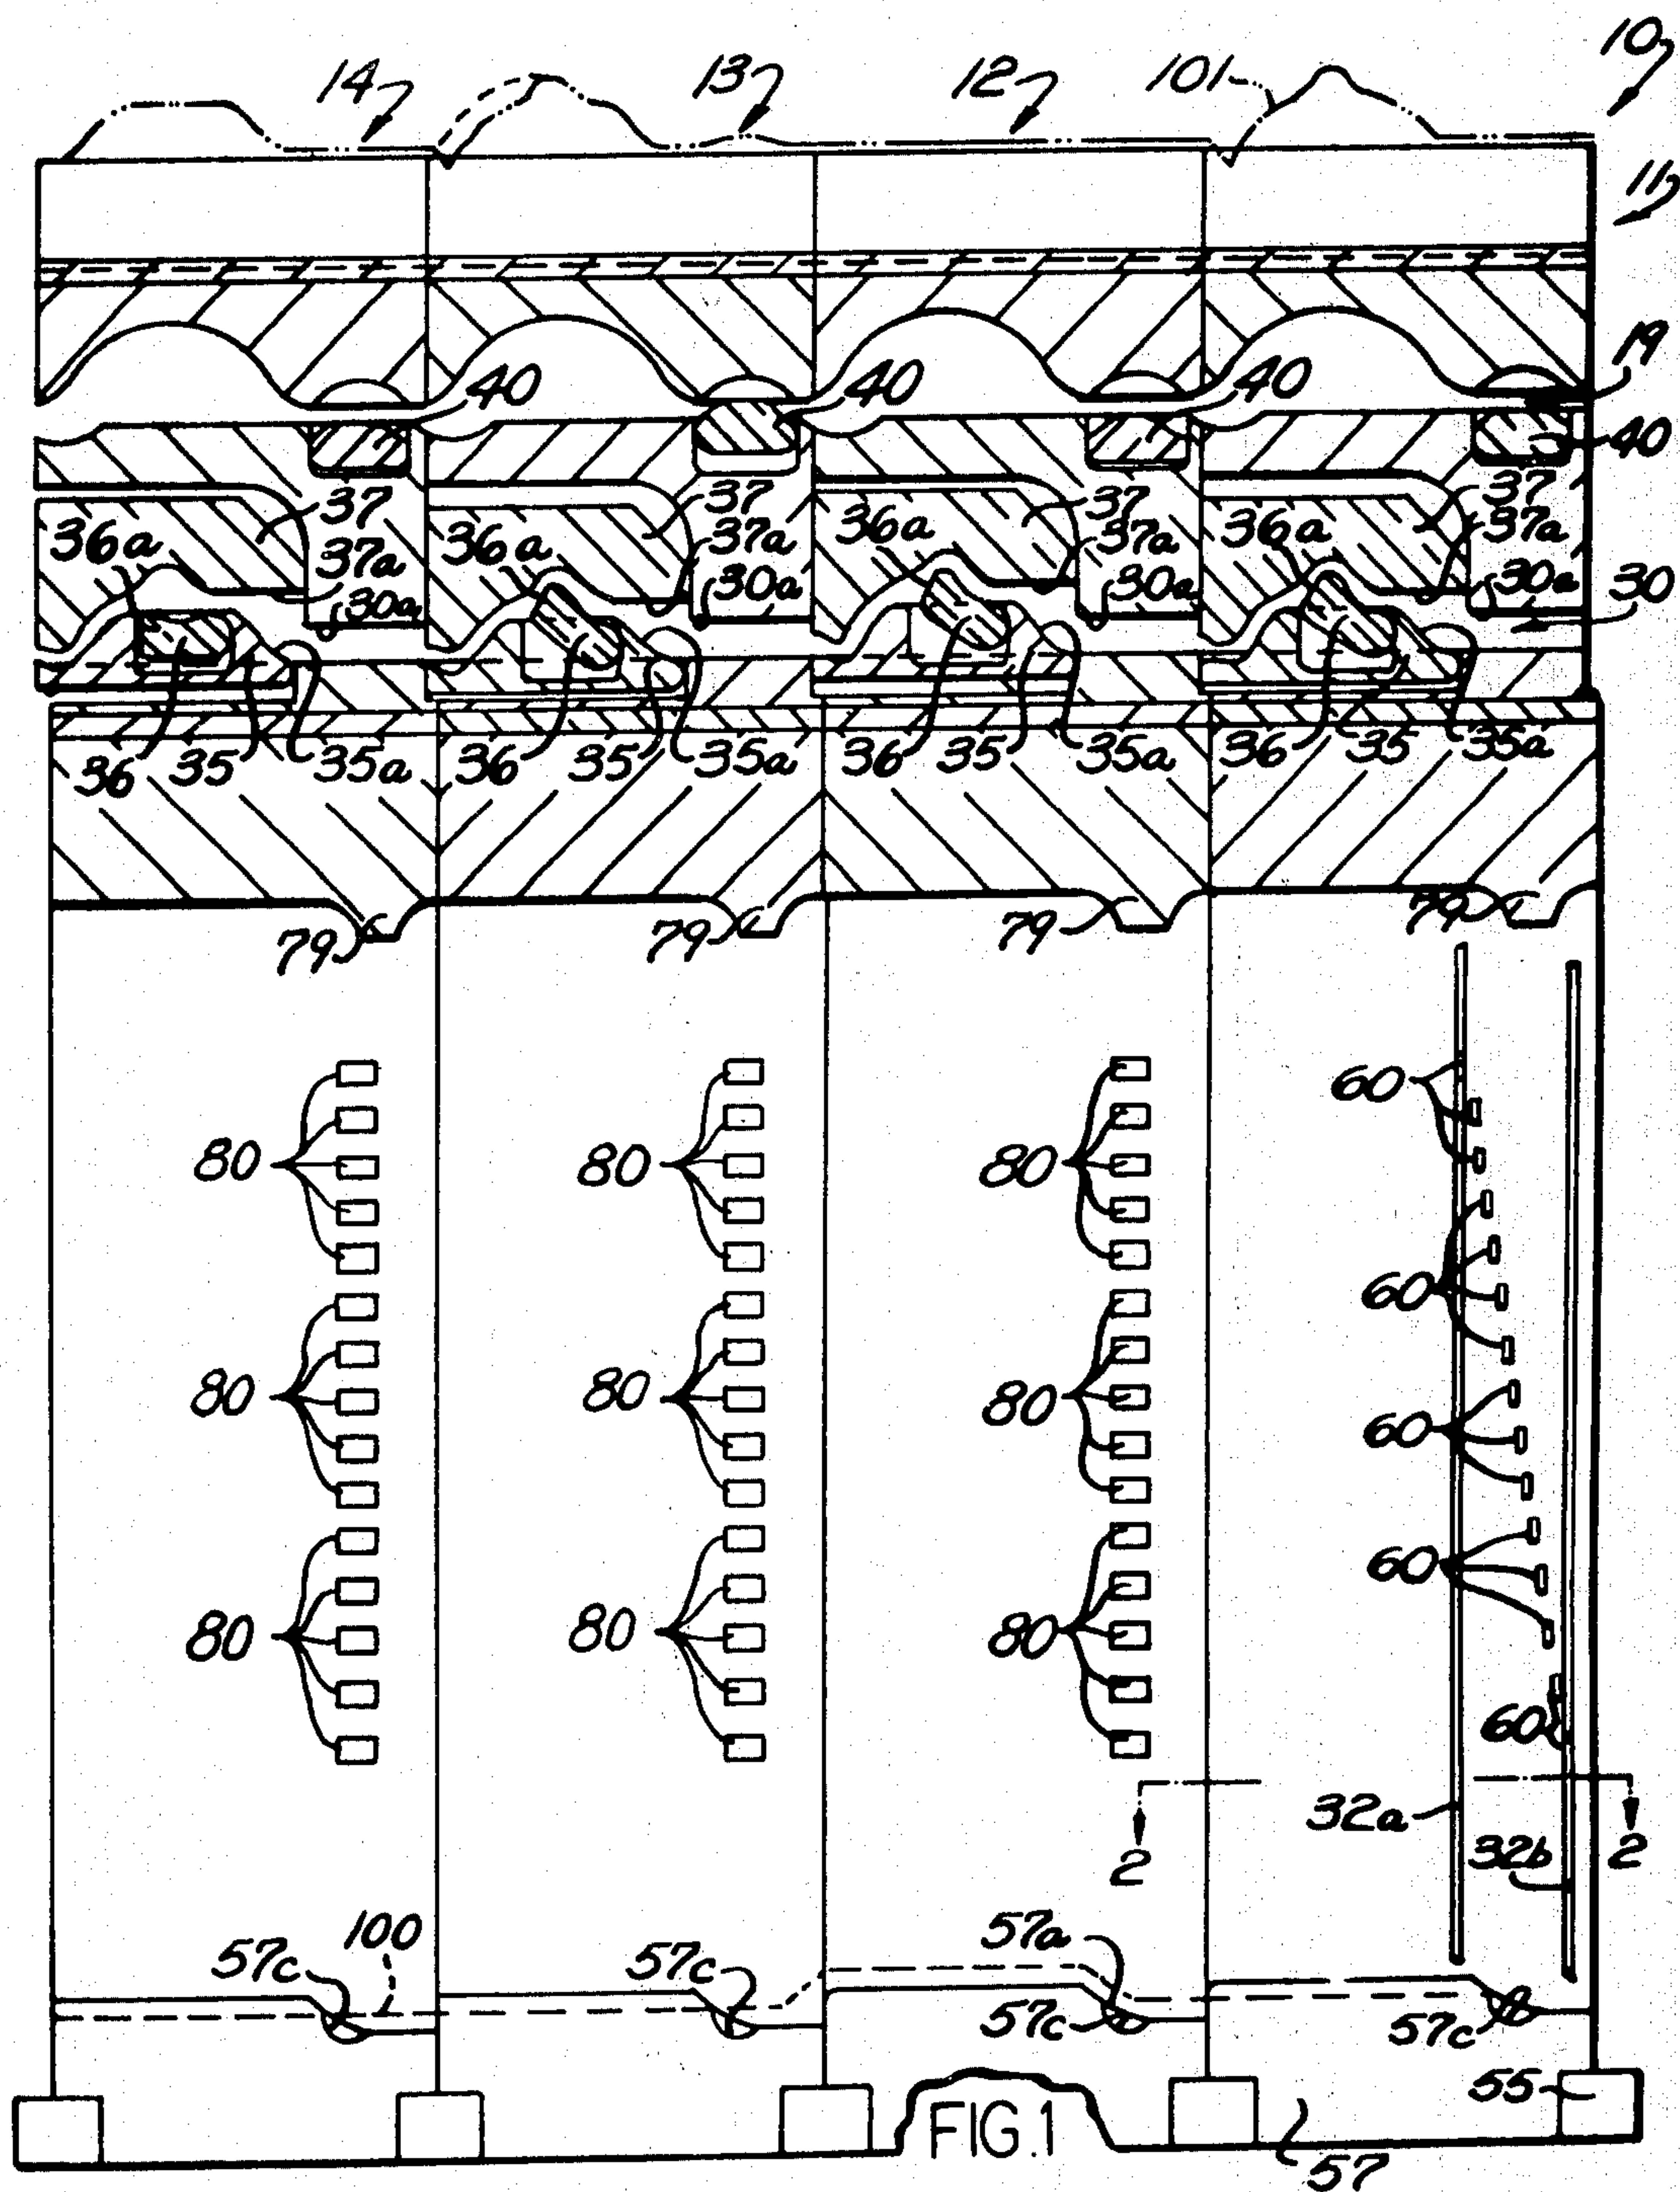 10
14 13 12 101
11
19
40 40 40 40
37 37 37 37
36a 36a 36a 36a
37a 37a 37a 37a
30a 30a 30a 30a 30
36 35 35a 36 35 35a 36 35 35a 36 35 35a
79 79 79 79
60
80 80 80
60
80 80 80 60
60
80 80 80
60
32a
2 32b 2
57c 100 57c 57a
57c 57c
55
FIG.1
57